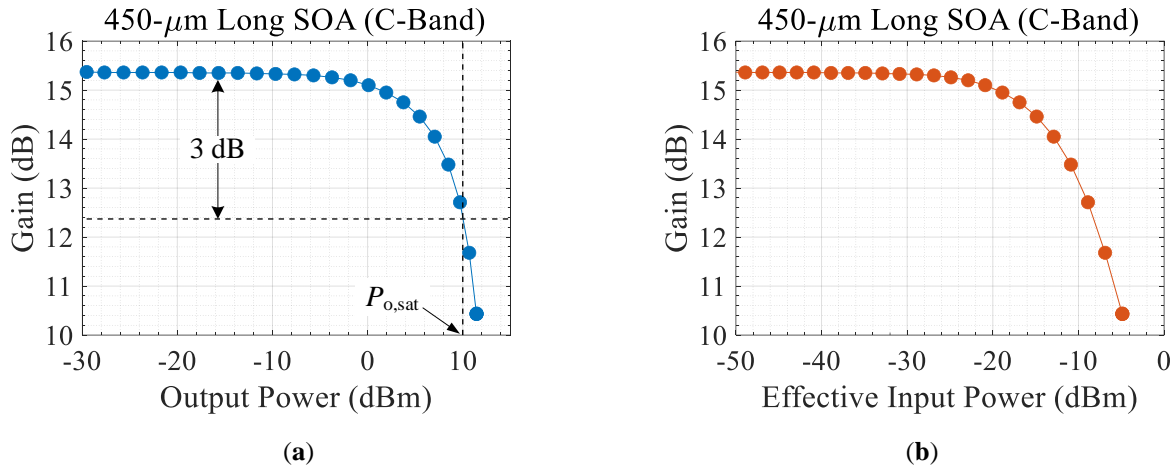 450-μm Long SOA (C-Band)
16
15
14
13
12
11
10
Gain (dB)
3 dB
P_o,sat
-30
-20
-10
0
10
Output Power (dBm)
(a)
450-μm Long SOA (C-Band)
16
15
14
13
12
11
10
Gain (dB)
-50
-40
-30
-20
-10
0
Effective Input Power (dBm)
(b)